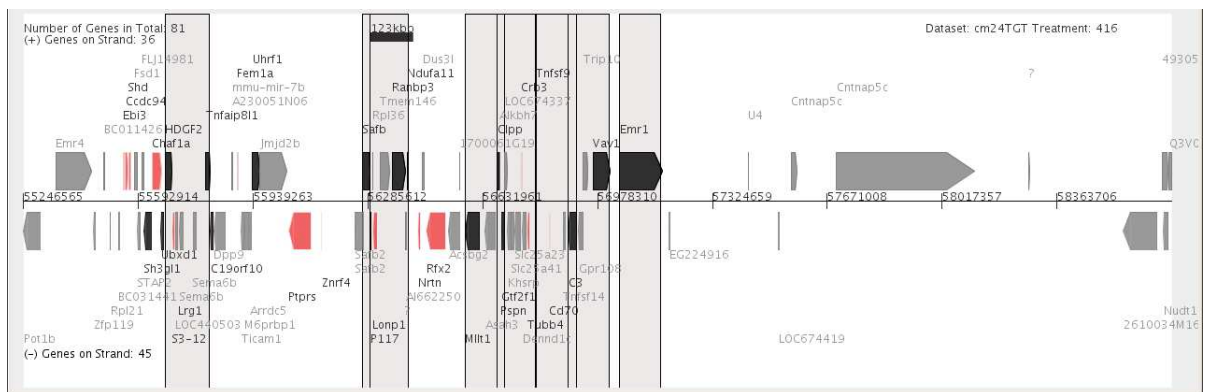 Number of Genes in Total: 81
(+) Genes on Strand: 36
123kbp
Dataset: cm24TGT Treatment: 416
FLJ14981 Uhrf1 Dus3l Tnfsf9 Trip10 49305
Fsd1 Fem1a Ndufa11 Crb3 ?
Shd mmu-mir-7b Ranbp3 LOC674337 Cntnap5c
Ccdc94 A230051N06 Tmem146 Alkbh7 Cntnap5c
Ebi3 Tnfaip8l1 Rpl36 Clpp U4
BC011426 HDGF2 Safb Emr1
Emr4 Chaf1a Jmjd2b 1700061G19 Vav1 Q3V0
55246565 55592914 55939263 56285612 56631961 56978310 57324659 57671008 58017357 58363706
Ubxd1 Dpp9 Safb2 Acsbg2 Slc25a23 EG224916
Sh3gl1 C19orf10 Safb2 Rfx2 Slc25a41 Gpr108
STAP2 Sema6b Znrf4 Nrtn Khsrp C3
BC031441 Sema6b Ptprs AI662250 Gtf2f1 Tnfsf14
Rpl21 Lrg1 Arrdc5 ? Pspn Cd70 Nudt1
Zfp119 LOC440503 M6prbp1 Lonp1 Asah3 Tubb4 2610034M16
Pot1b S3-12 Ticam1 P117 Mllt1 Dennd1c LOC674419
(-) Genes on Strand: 45